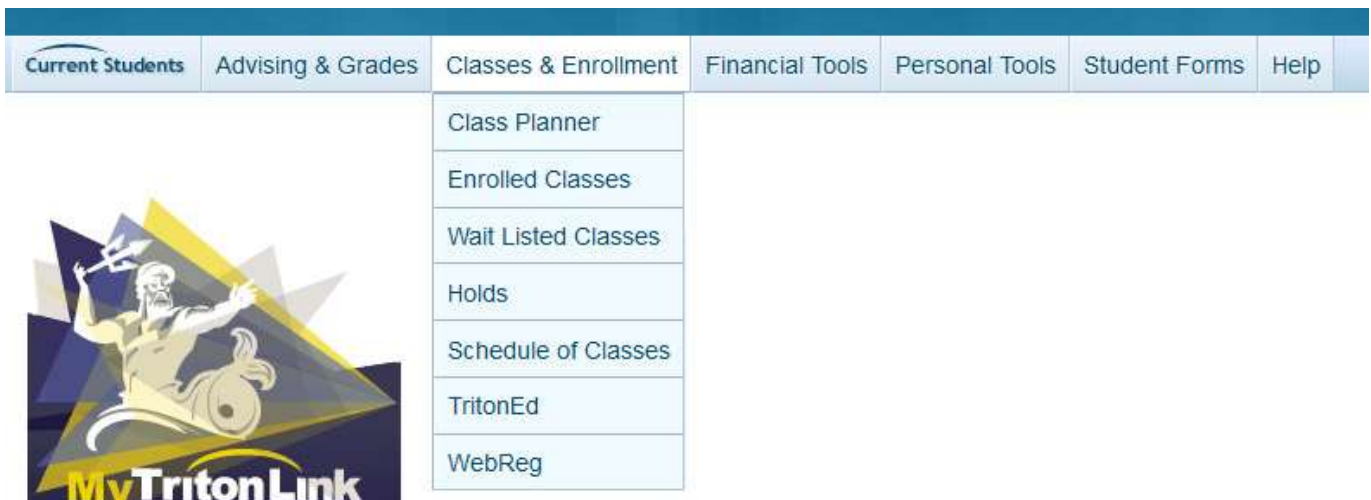 Current Students Advising & Grades Classes & Enrollment Financial Tools Personal Tools Student Forms Help
Class Planner
Enrolled Classes
Wait Listed Classes
Holds
Schedule of Classes
TritonEd
WebReg
MyTritonLink